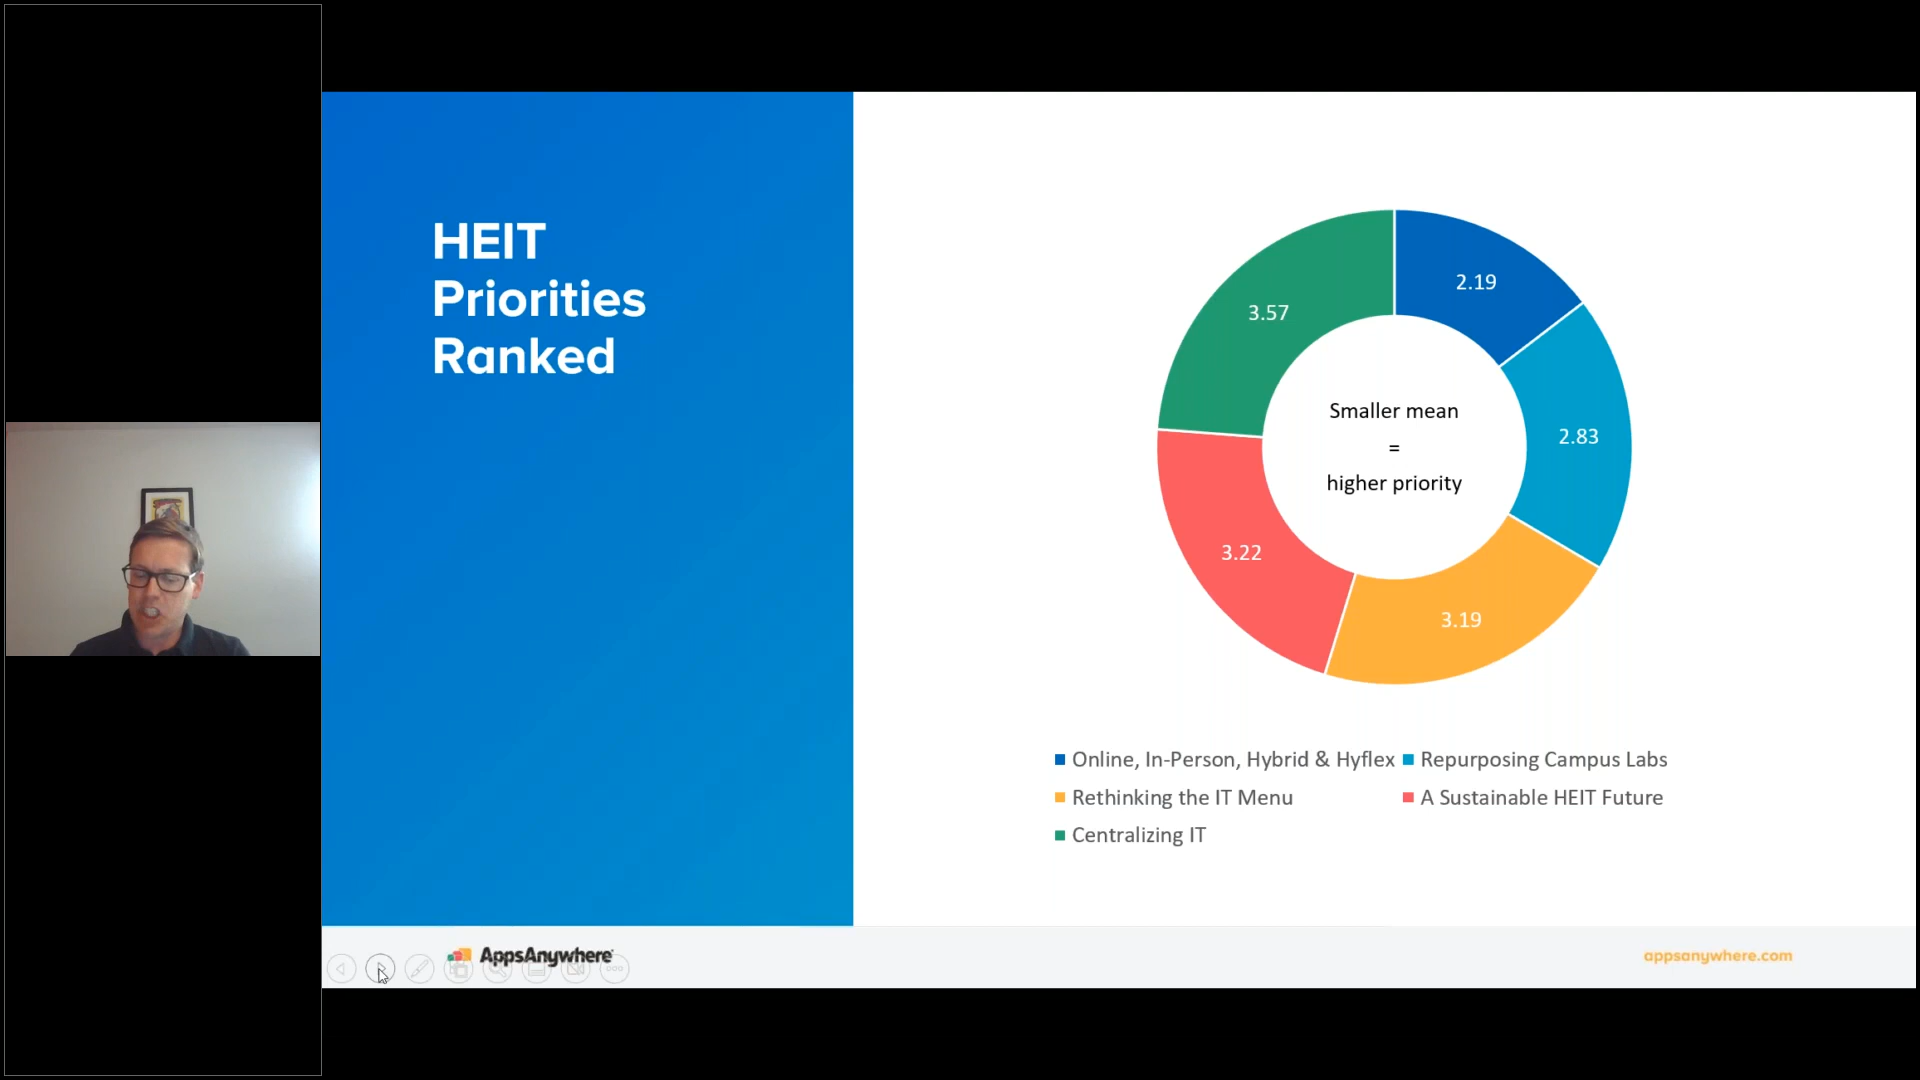 HEIT
Priorities
Ranked
3.57
2.19
2.83
3.19
3.22
Smaller mean
=
higher priority
Online, In-Person, Hybrid & Hyflex
Repurposing Campus Labs
Rethinking the IT Menu
A Sustainable HEIT Future
Centralizing IT
AppsAnywhere
appsanywhere.com